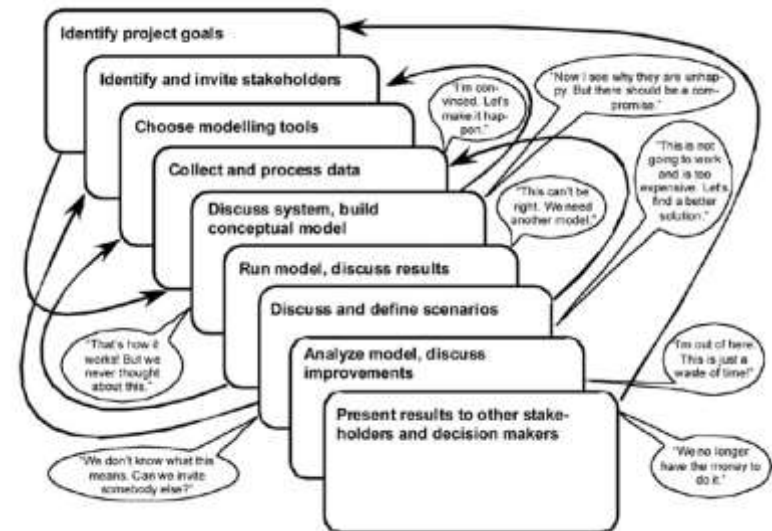 Identify project goals
Identify and invite stakeholders
Choose modelling tools
Collect and process data
Discuss system, build
conceptual model
Run model, discuss results
Discuss and define scenarios
Analyze model, discuss
improvements
Present results to other stake-
holders and decision makers
"I'm con-
vinced. Let's
make it hap-
pen."
"Now I see why they are unhap-
py. But there should be a com-
promise."
"This is not
going to work
and is too
expensive. Let's
find a better
solution."
"This can't be
right. We need
another model."
"That's how it
works! But we
never thought
about this."
"I'm out of here.
This is just a
waste of time!"
"We don't know what this
means. Can we invite
somebody else?"
"We no longer
have the money to
do it."